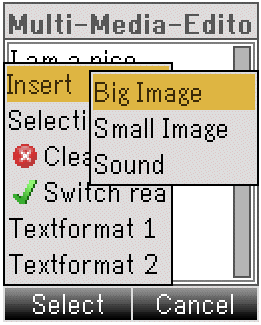 Multi-Media-Edito
I am a nice
Insert
Big Image
Selecti
Small Image
Clea
Sound
Switch rea
Textformat 1
Textformat 2
Select
Cancel